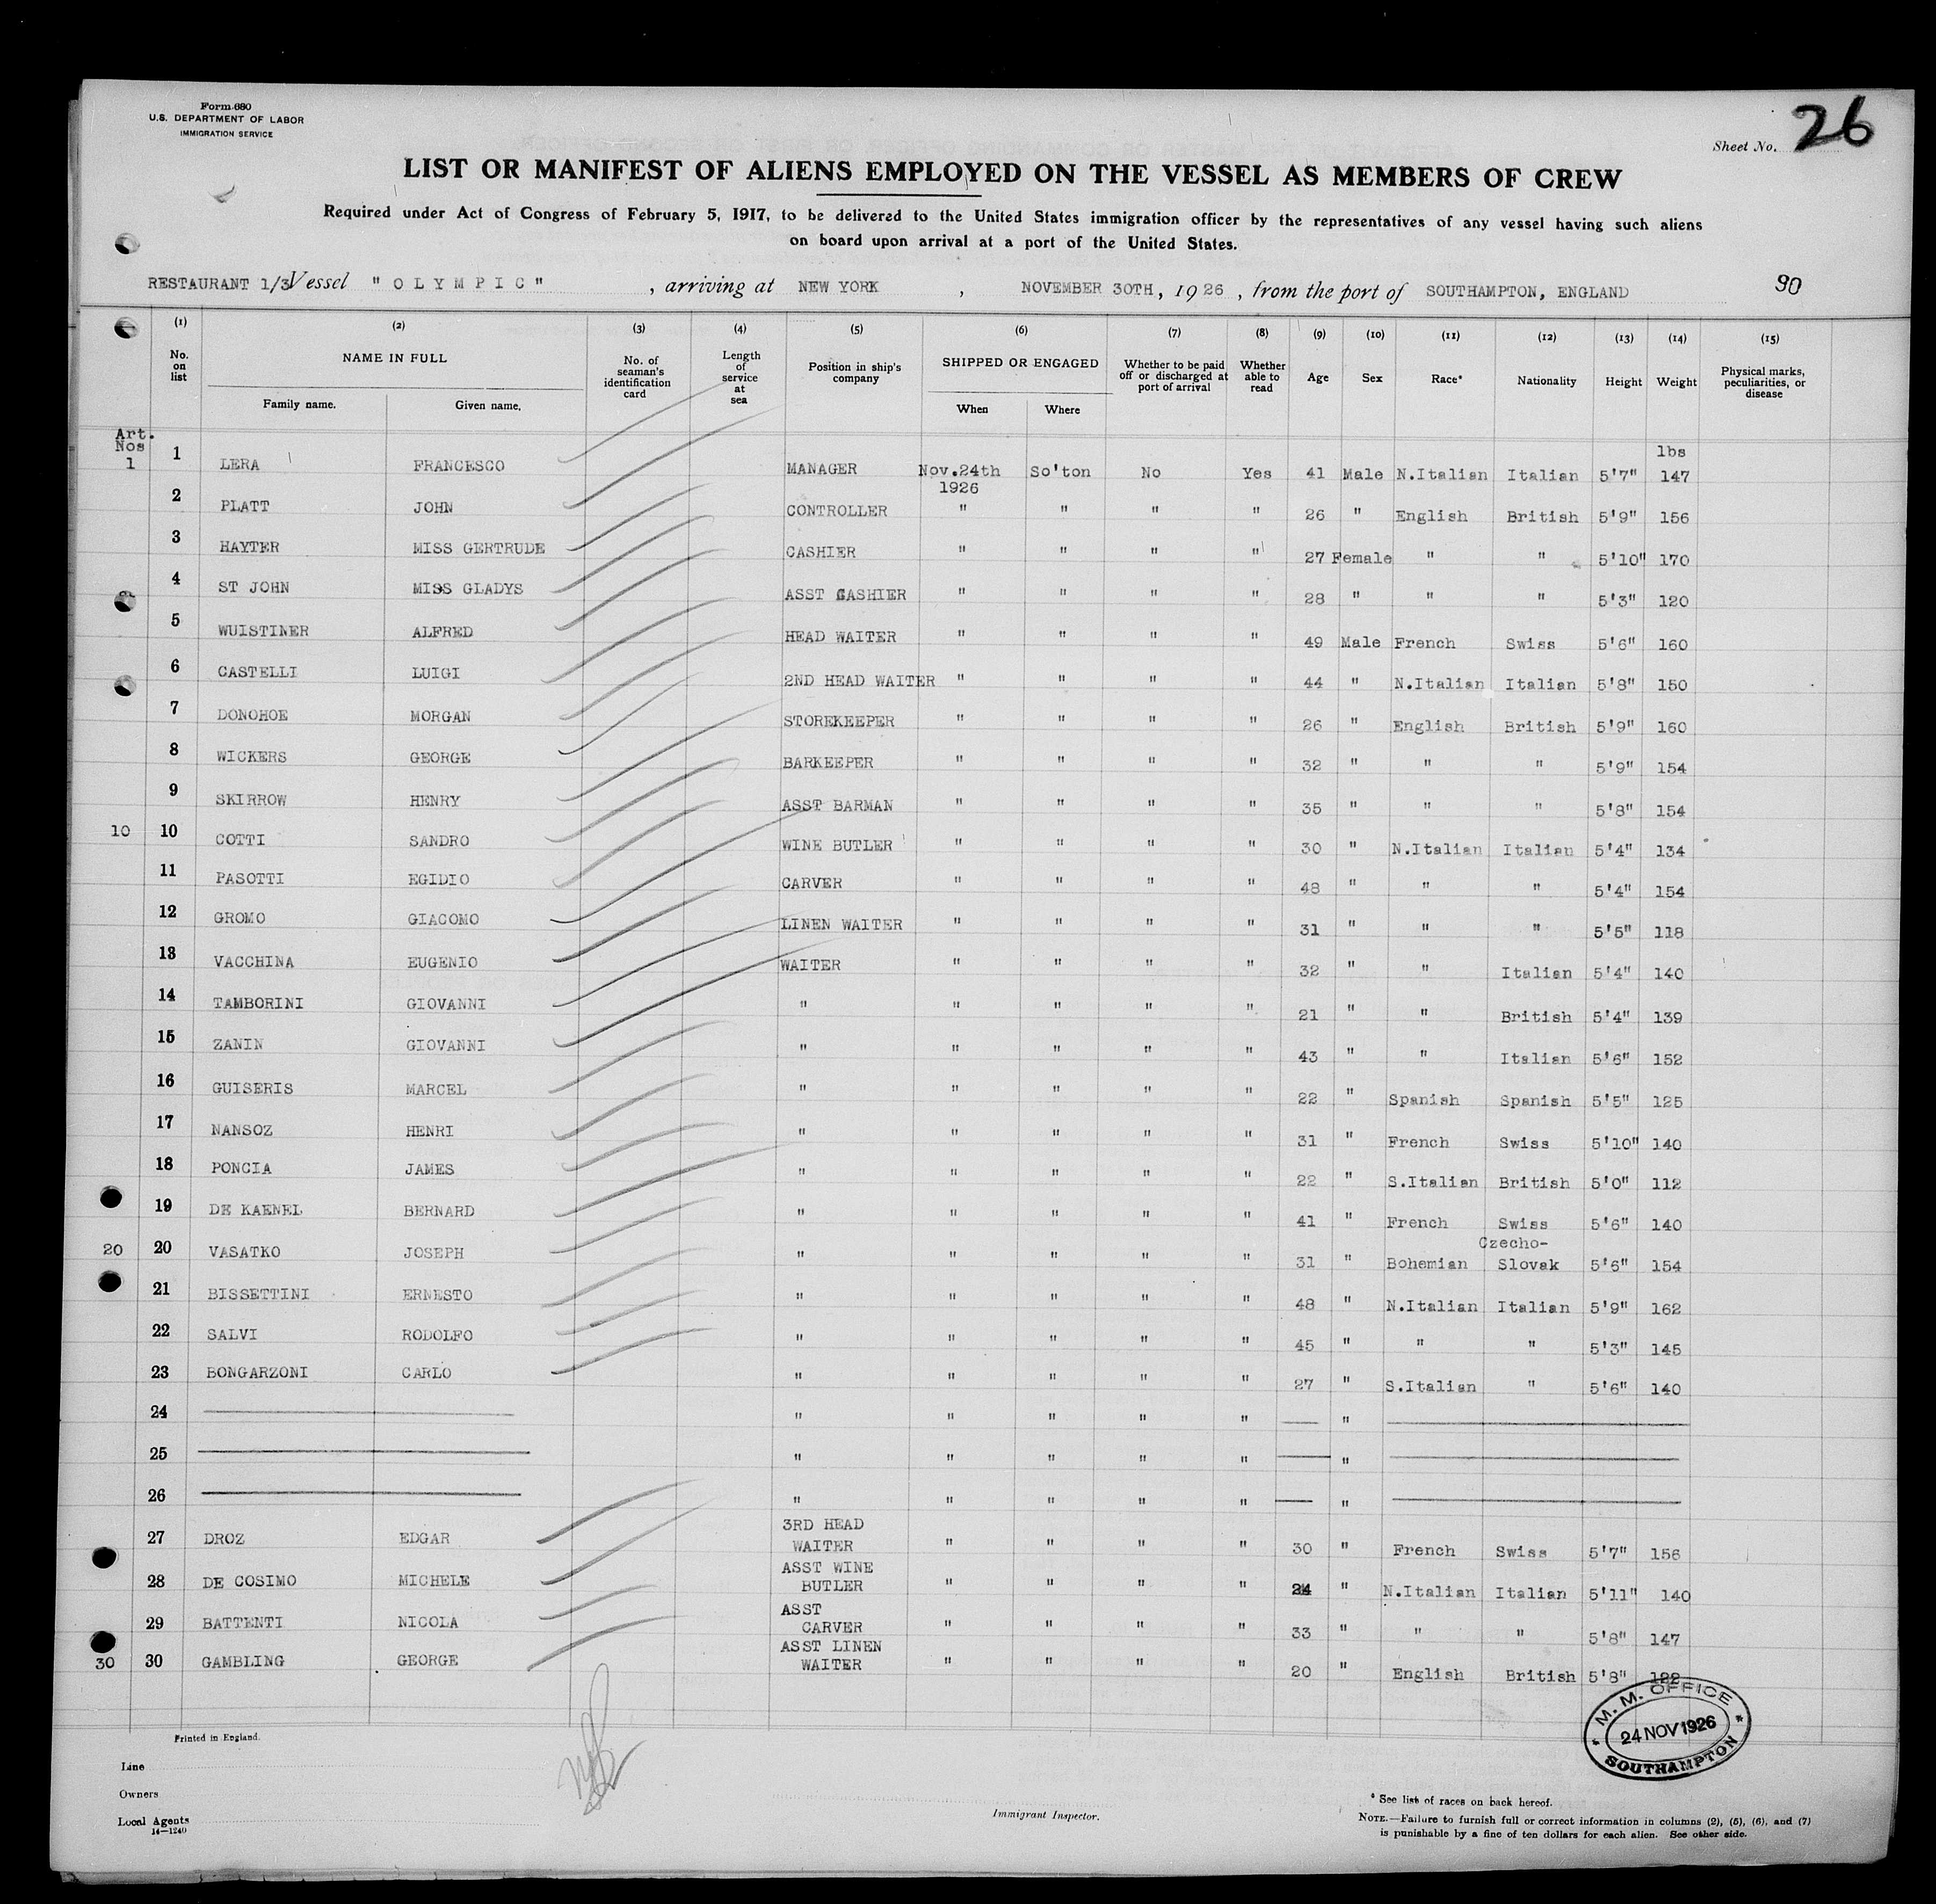 Form 680
U.S. DEPARTMENT OF LABOR
IMMIGRATION SERVICE
Sheet No. 26
LIST OR MANIFEST OF ALIENS EMPLOYED ON THE VESSEL AS MEMBERS OF CREW
Required under Act of Congress of February 5, 1917, to be delivered to the United States immigration officer by the representatives of any vessel having such aliens
on board upon arrival at a port of the United States.
RESTAURANT 1/3 Vessel "OLYMPIC", arriving at NEW YORK, NOVEMBER 30TH, 1926, from the port of SOUTHAMPTON, ENGLAND 90
(1) (2) (3) (4) (5) (6) (7) (8) (9) (10) (11) (12) (13) (14) (15)
No. on list NAME IN FULL Family name. Given name. No. of seaman's identification card Length of service at sea Position in ship's company SHIPPED OR ENGAGED When Where Whether to be paid off or discharged at port of arrival Whether able to read Age Sex Race* Nationality Height Weight Physical marks, peculiarities, or disease
Art. Nos lbs
1 1 LERA FRANCESCO MANAGER Nov.24th 1926 So'ton No Yes 41 Male N.Italian Italian 5'7" 147
2 PLATT JOHN CONTROLLER " " " " 26 " English British 5'9" 156
3 HAYTER MISS GERTRUDE CASHIER " " " " 27 Female " " 5'10" 170
4 ST JOHN MISS GLADYS ASST CASHIER " " " " 28 " " " 5'3" 120
5 WUISTINER ALFRED HEAD WAITER " " " " 49 Male French Swiss 5'6" 160
6 CASTELLI LUIGI 2ND HEAD WAITER " " " " 44 " N.Italian Italian 5'8" 150
7 DONOHOE MORGAN STOREKEEPER " " " " 26 " English British 5'9" 160
8 WICKERS GEORGE BARKEEPER " " " " 32 " " " 5'9" 154
9 SKIRROW HENRY ASST BARMAN " " " " 35 " " " 5'8" 154
10 10 COTTI SANDRO WINE BUTLER " " " " 30 " N.Italian Italian 5'4" 134
11 PASOTTI EGIDIO CARVER " " " " 48 " " " 5'4" 154
12 GROMO GIACOMO LINEN WAITER " " " " 31 " " " 5'5" 118
13 VACCHINA EUGENIO WAITER " " " " 32 " " Italian 5'4" 140
14 TAMBORINI GIOVANNI " " " " " 21 " " British 5'4" 139
15 ZANIN GIOVANNI " " " " " 43 " " Italian 5'6" 152
16 GUISERIS MARCEL " " " " " 22 " Spanish Spanish 5'5" 125
17 NANSOZ HENRI " " " " " 31 " French Swiss 5'10" 140
18 PONCIA JAMES " " " " " 22 " S.Italian British 5'0" 112
19 DE KAENEL BERNARD " " " " " 41 " French Swiss 5'6" 140
20 20 VASATKO JOSEPH " " " " " 31 " Bohemian Czecho-Slovak 5'6" 154
21 BISSETTINI ERNESTO " " " " " 48 " N.Italian Italian 5'9" 162
22 SALVI RODOLFO " " " " " 45 " " " 5'3" 145
23 BONGARZONI CARLO " " " " " 27 " S.Italian " 5'6" 140
24 " " " " " "
25 " " " " " "
26 " " " " " "
27 DROZ EDGAR 3RD HEAD WAITER " " " " 30 " French Swiss 5'7" 156
28 DE COSIMO MICHELE ASST WINE BUTLER " " " " 24 " N.Italian Italian 5'11" 140
29 BATTENTI NICOLA ASST CARVER " " " " 33 " " " 5'8" 147
30 30 GAMBLING GEORGE ASST LINEN WAITER " " " " 20 " English British 5'8" 122
M. M. OFFICE
24 NOV 1926
SOUTHAMPTON
Printed in England.
Line
Owners
Local Agents
14—1240
Immigrant Inspector.
* See list of races on back hereof.
NOTE.—Failure to furnish full or correct information in columns (2), (5), (6), and (7)
is punishable by a fine of ten dollars for each alien. See other side.